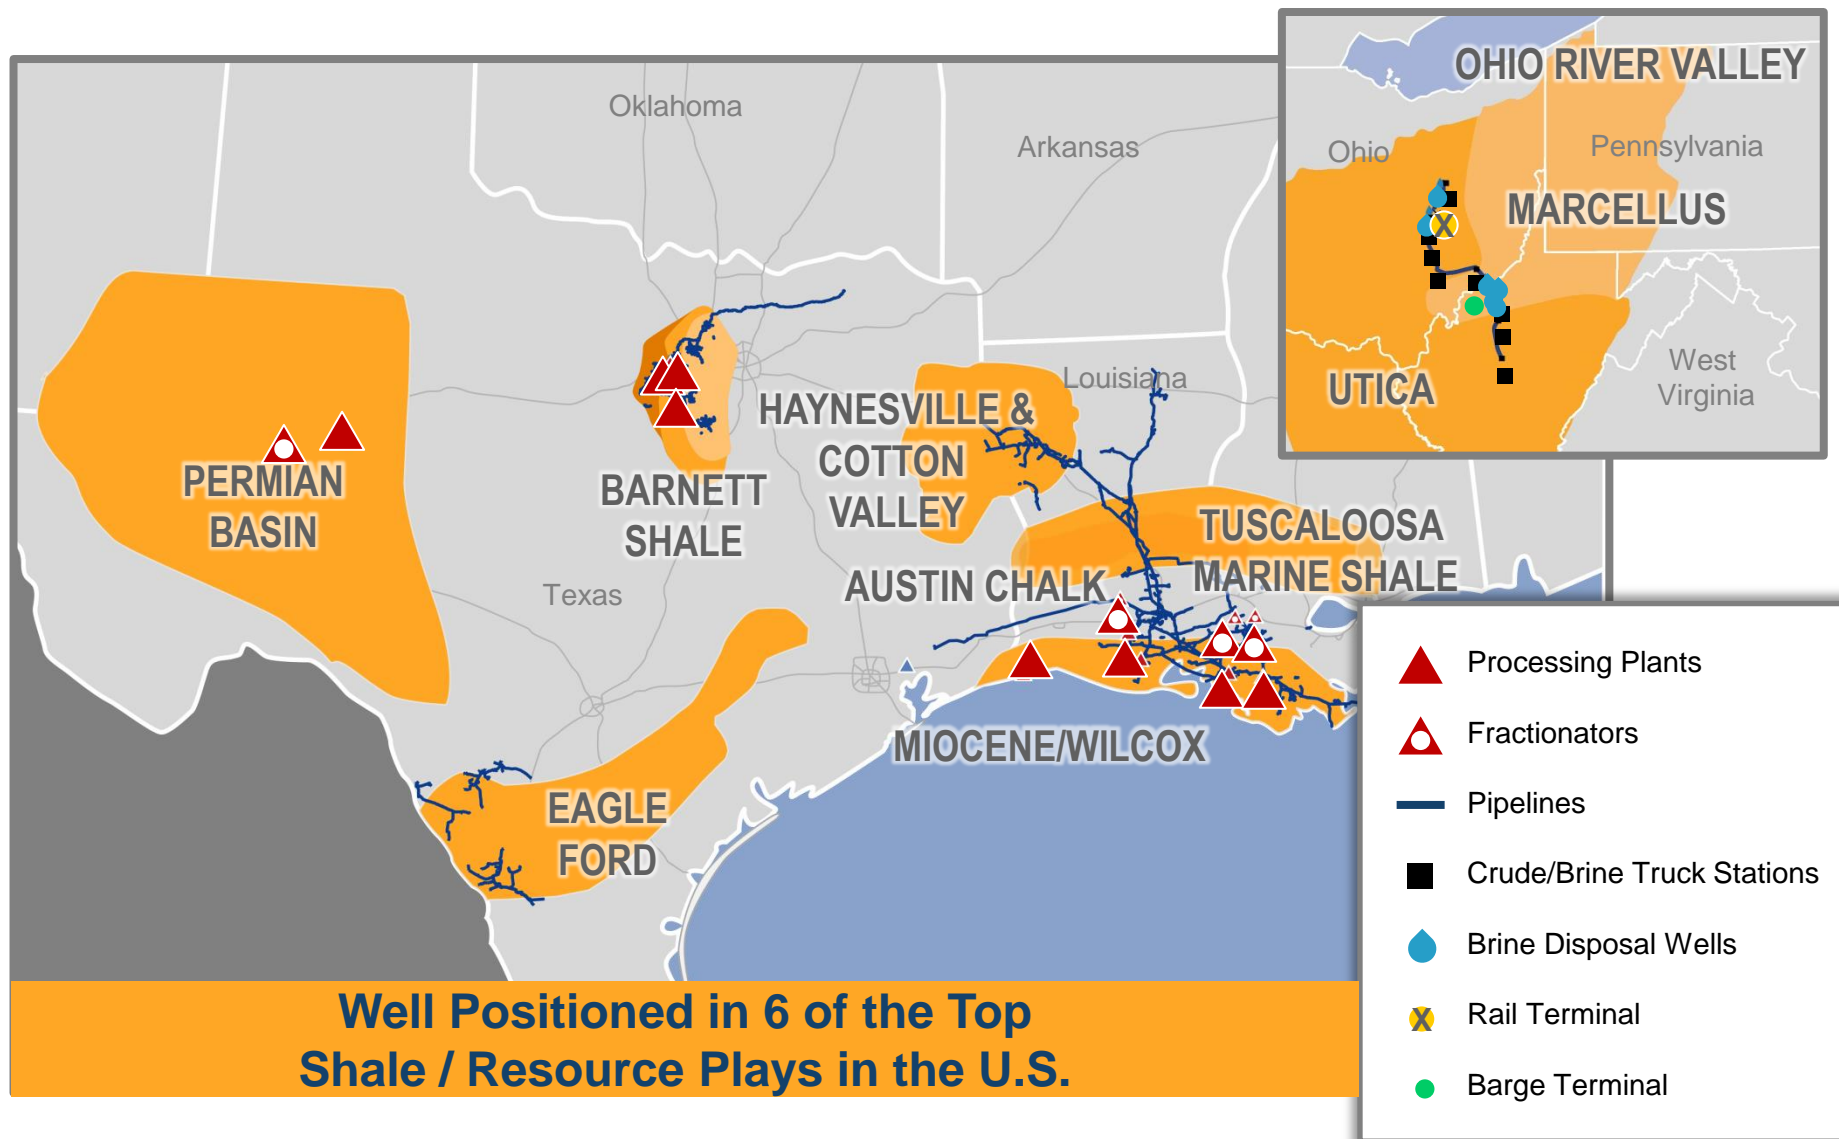 OHIO RIVER VALLEY
Ohio
Pennsylvania
MARCELLUS
X
UTICA
West
Virginia
Oklahoma
Arkansas
Louisiana
HAYNESVILLE &
COTTON
VALLEY
PERMIAN
BASIN
BARNETT
SHALE
TUSCALOOSA
MARINE SHALE
AUSTIN CHALK
Texas
MIOCENE/WILCOX
EAGLE
FORD
Processing Plants
Fractionators
Pipelines
Crude/Brine Truck Stations
Brine Disposal Wells
X Rail Terminal
Barge Terminal
Well Positioned in 6 of the Top
Shale / Resource Plays in the U.S.